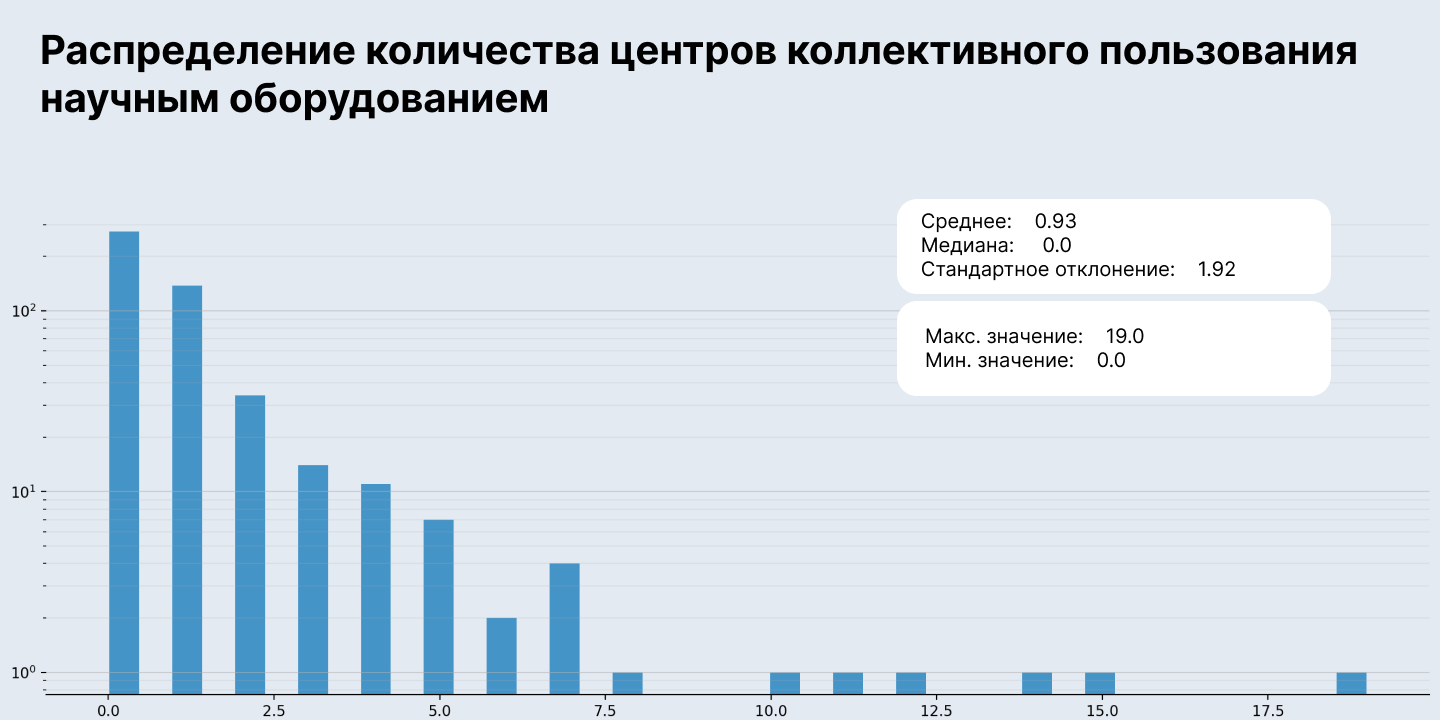 Распределение количества центров коллективного пользования
научным оборудованием
Среднее: 0.93
Медиана: 0.0
Стандартное отклонение: 1.92
Макс. значение: 19.0
Мин. значение: 0.0
10²
10¹
10⁰
0.0 2.5 5.0 7.5 10.0 12.5 15.0 17.5